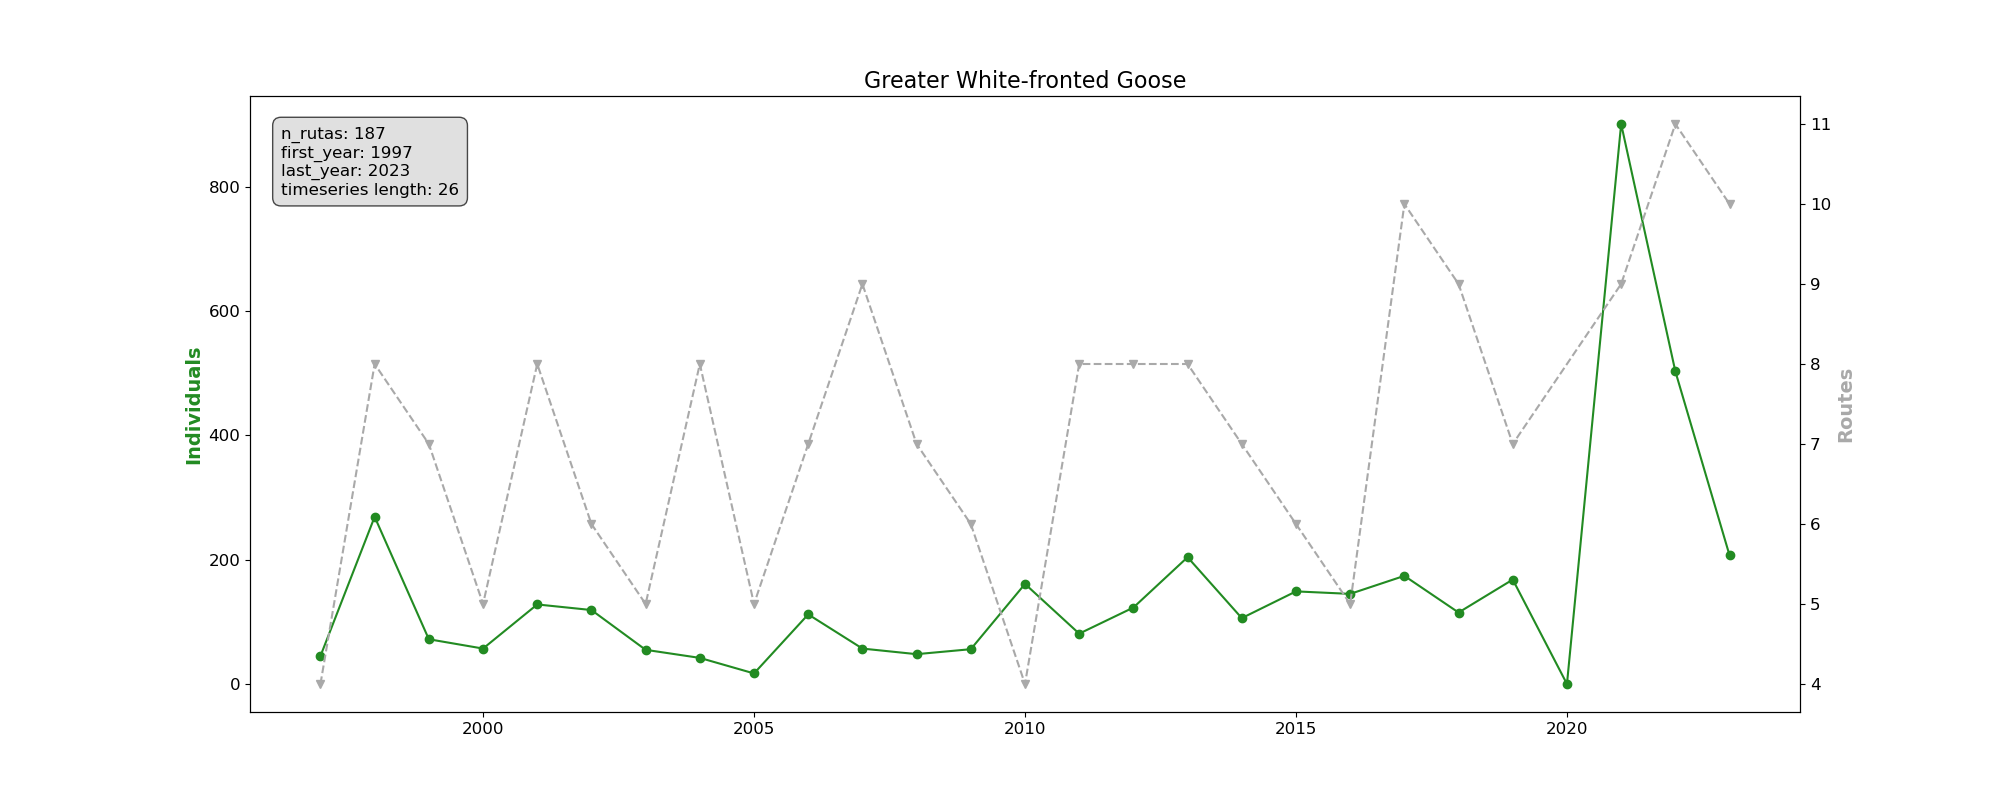 Greater White-fronted Goose
n_rutas: 187
first_year: 1997
last_year: 2023
timeseries length: 26
Individuals
800
600
400
200
0
Routes
11
10
9
8
7
6
5
4
2000 2005 2010 2015 2020